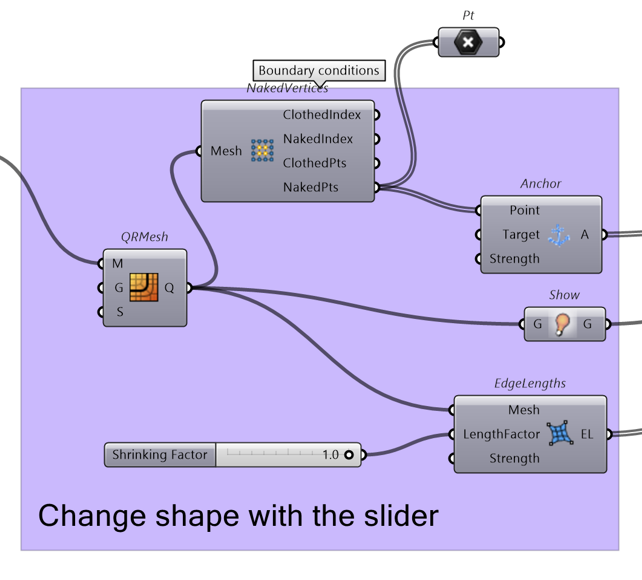 Pt
Boundary conditions
NakedVertices
Mesh
ClothedIndex
NakedIndex
ClothedPts
NakedPts
Anchor
Point
Target
Strength
A
QRMesh
M
G
S
Q
Show
G
G
EdgeLengths
Mesh
LengthFactor
Strength
EL
Shrinking Factor
1.0
Change shape with the slider